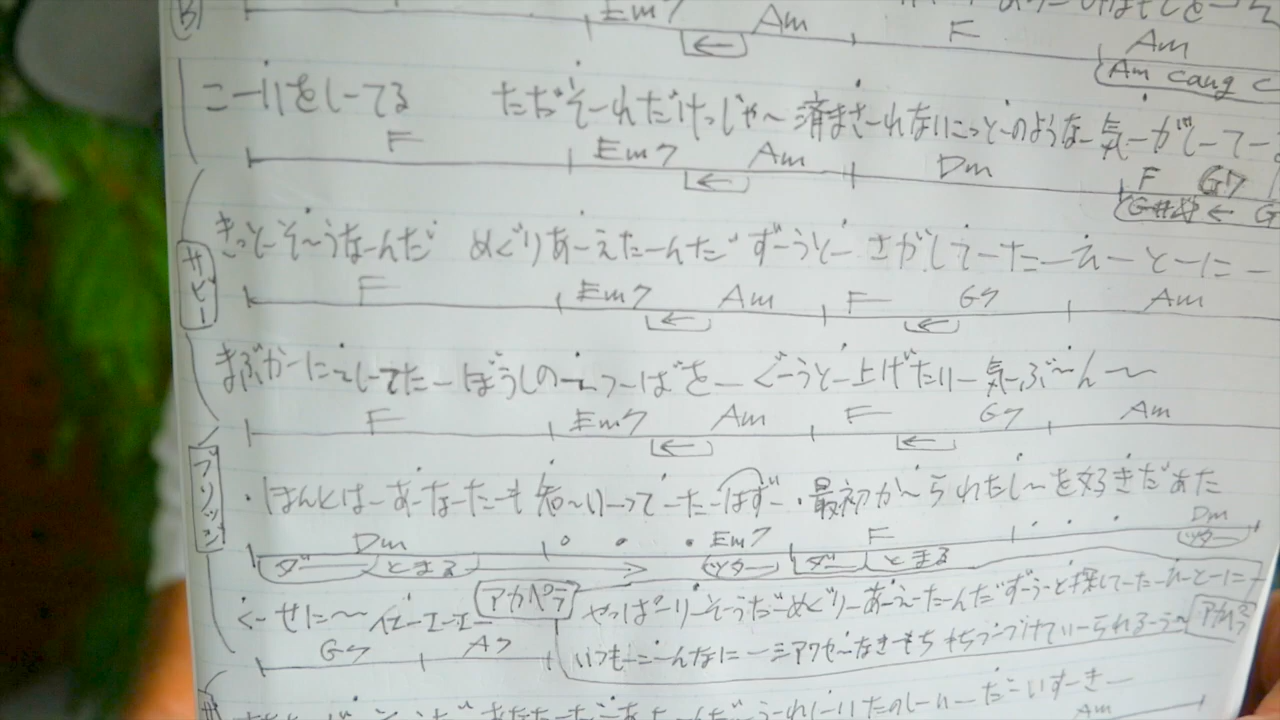 B
Em7 Am F Am
Am
こーいをしーてる ただそーれだけっじゃ〜済まさーれないにっとーのような一気ーがしーてー
F Em7 Am Dm F G7
サビー
きっとーそ〜うなーんだ めぐりあーえたーんだ ずーうとー さがしてーたーえーとーにー
F Em7 Am F G7 Am
まぶかーにしーてたーぼうしのーつーばをー ぐーうとー上げたいー気ーぶ〜ん〜
F Em7 Am F G7 Am
ブリッジ
ほんとはーあーなーたーも 知〜いーってーたーはずー・最初か〜られたし〜を好きだあた
Dm Em7 F Dm
ダー とまる ッター ダー とまる ッター
くーせに〜〜 イェーエーエー アカペラ やっぱーりーそーうだーめぐりーあーえーたーんだずーうーと探してーたーえーとーにー
G7 A7 いつもーこーんなにーシアワセ〜なきーもち もちつーづけていーられるーう〜 アカペラ
Am